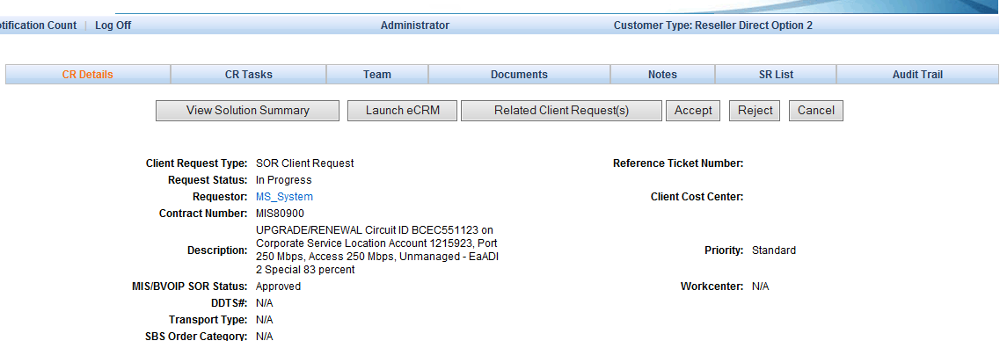 otification Count | Log Off Administrator Customer Type: Reseller Direct Option 2
CR Details CR Tasks Team Documents Notes SR List Audit Trail
View Solution Summary Launch eCRM Related Client Request(s) Accept Reject Cancel
Client Request Type: SOR Client Request Reference Ticket Number:
Request Status: In Progress
Requestor: MS_System Client Cost Center:
Contract Number: MIS80900
UPGRADE/RENEWAL Circuit ID BCEC551123 on
Corporate Service Location Account 1215923, Port
Description: 250 Mbps, Access 250 Mbps, Unmanaged - EaADI Priority: Standard
2 Special 83 percent
MIS/BVOIP SOR Status: Approved Workcenter: N/A
DDTS#: N/A
Transport Type: N/A
SBS Order Category: N/A